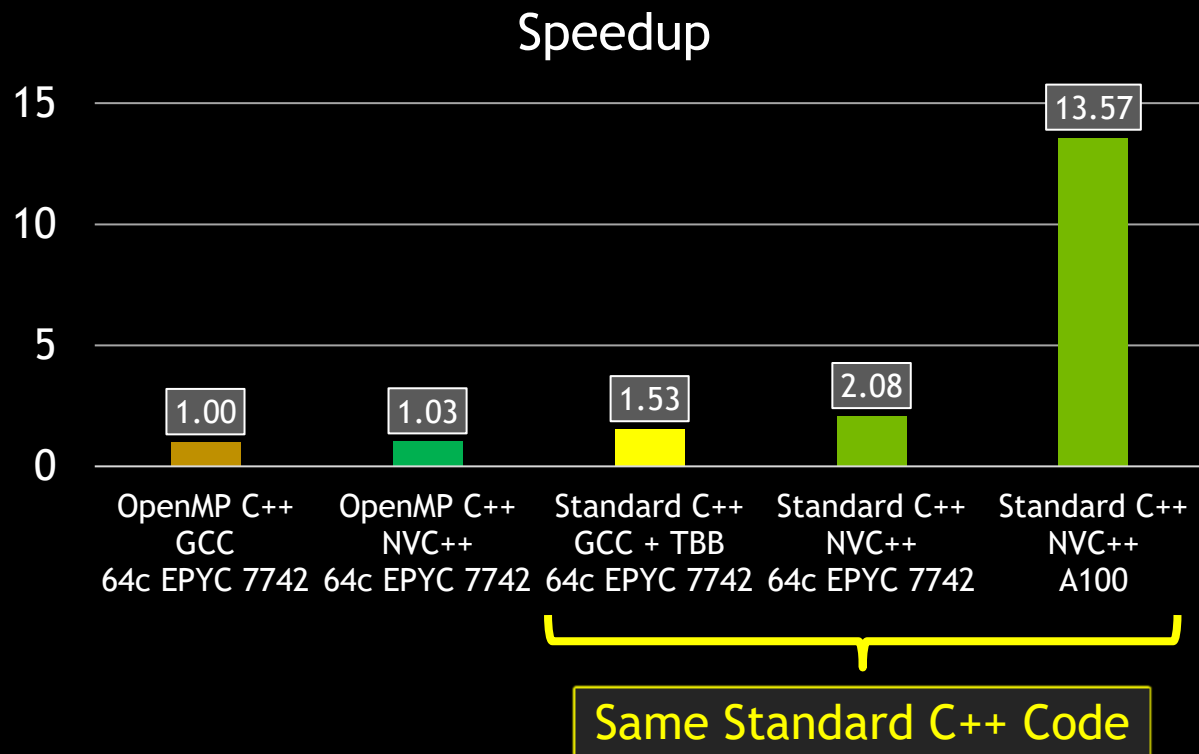 Speedup
15
10
5
0
1.00
1.03
1.53
2.08
13.57
OpenMP C++
GCC
64c EPYC 7742
OpenMP C++
NVC++
64c EPYC 7742
Standard C++
GCC + TBB
64c EPYC 7742
Standard C++
NVC++
64c EPYC 7742
Standard C++
NVC++
A100
Same Standard C++ Code